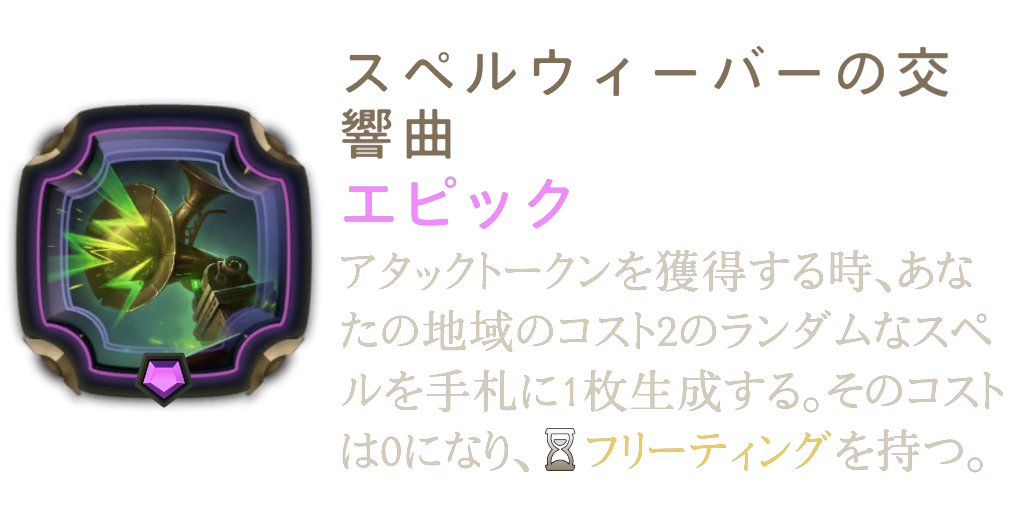 スペルウィーバーの交
響曲
エピック
アタックトークンを獲得する時、あな
たの地域のコスト2のランダムなスペ
ルを手札に1枚生成する。そのコスト
は0になり、フリーティングを持つ。